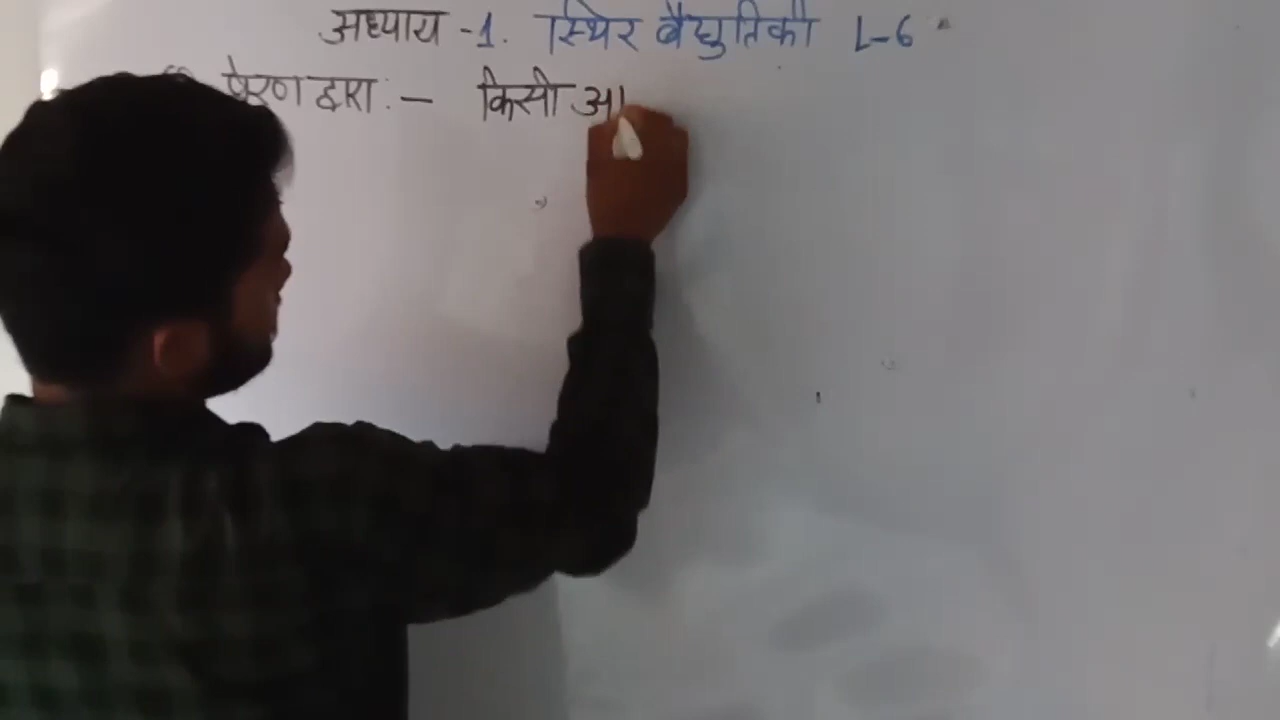 अध्याय -1. स्थिर वैद्युतिकी L-6
प्रेरण द्वारा :- किसी